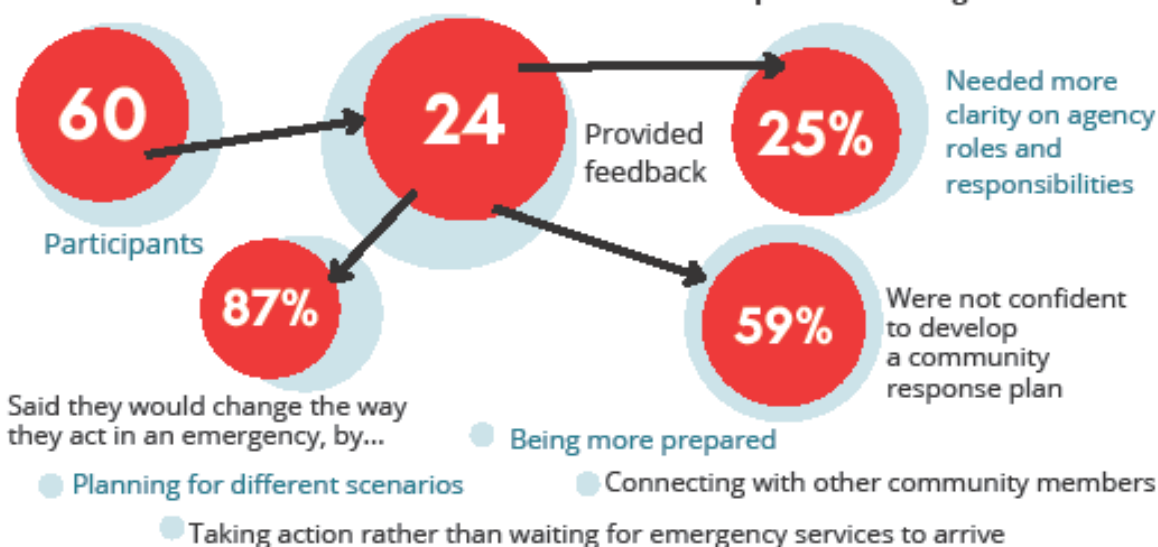 60
24
25%
Needed more
clarity on agency
roles and
responsibilities
Provided
feedback
Participants
87%
59%
Were not confident
to develop
a community
response plan
Said they would change the way
they act in an emergency, by...
Being more prepared
Planning for different scenarios
Connecting with other community members
Taking action rather than waiting for emergency services to arrive